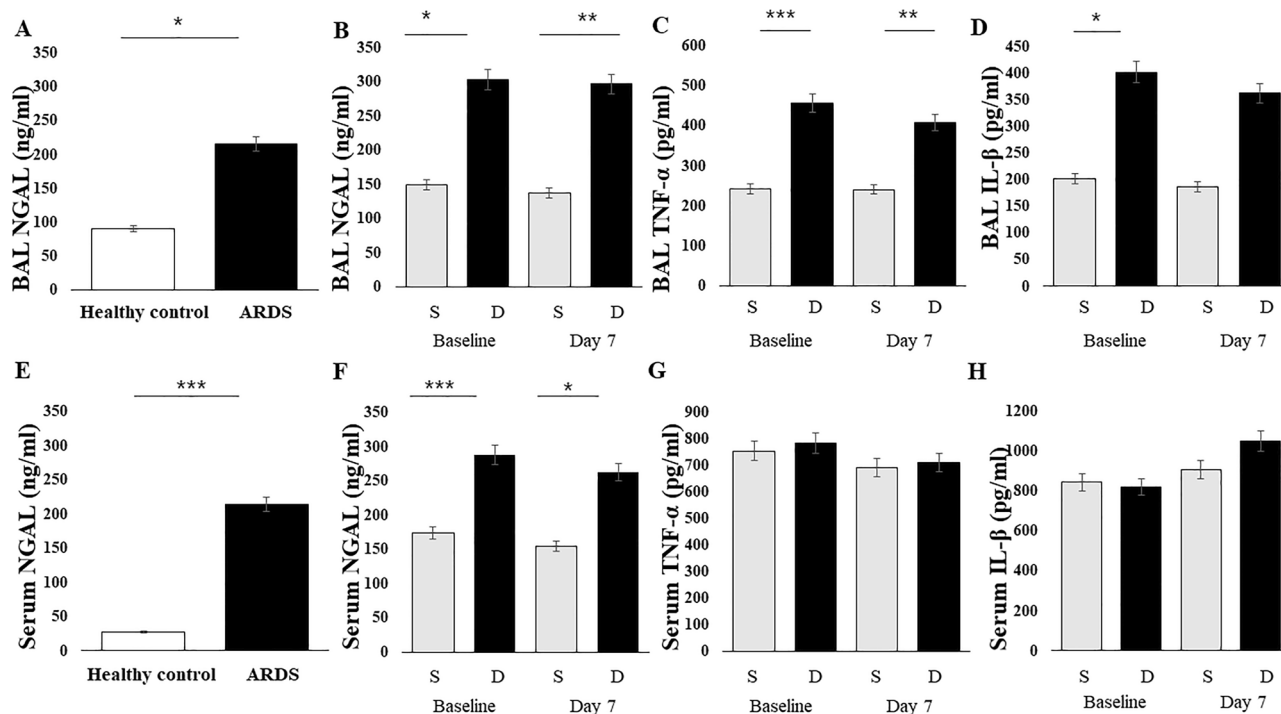 A
*
BAL NGAL (ng/ml)
350
300
250
200
150
100
50
0
Healthy control ARDS
B
* **
BAL NGAL (ng/ml)
350
300
250
200
150
100
50
0
S D S D
Baseline Day 7
C
*** **
BAL TNF-α (pg/ml)
600
500
400
300
200
100
0
S D S D
Baseline Day 7
D
*
BAL IL-β (pg/ml)
450
400
350
300
250
200
150
100
50
0
S D S D
Baseline Day 7
E
***
Serum NGAL (ng/ml)
350
300
250
200
150
100
50
0
Healthy control ARDS
F
*** *
Serum NGAL (ng/ml)
350
300
250
200
150
100
50
0
S D S D
Baseline Day 7
G
Serum TNF-α (pg/ml)
900
800
700
600
500
400
300
200
100
0
S D S D
Baseline Day 7
H
Serum IL-β (pg/ml)
1200
1000
800
600
400
200
0
S D S D
Baseline Day 7